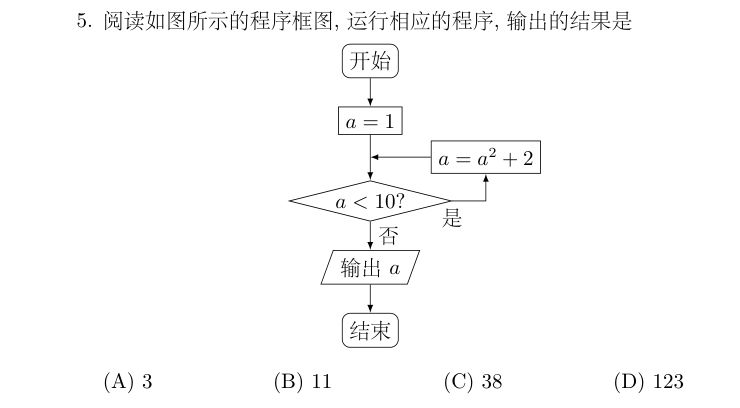 5. 阅读如图所示的程序框图, 运行相应的程序, 输出的结果是
开始
a = 1
a = a² + 2
a < 10?
是
否
输出 a
结束
(A) 3 (B) 11 (C) 38 (D) 123